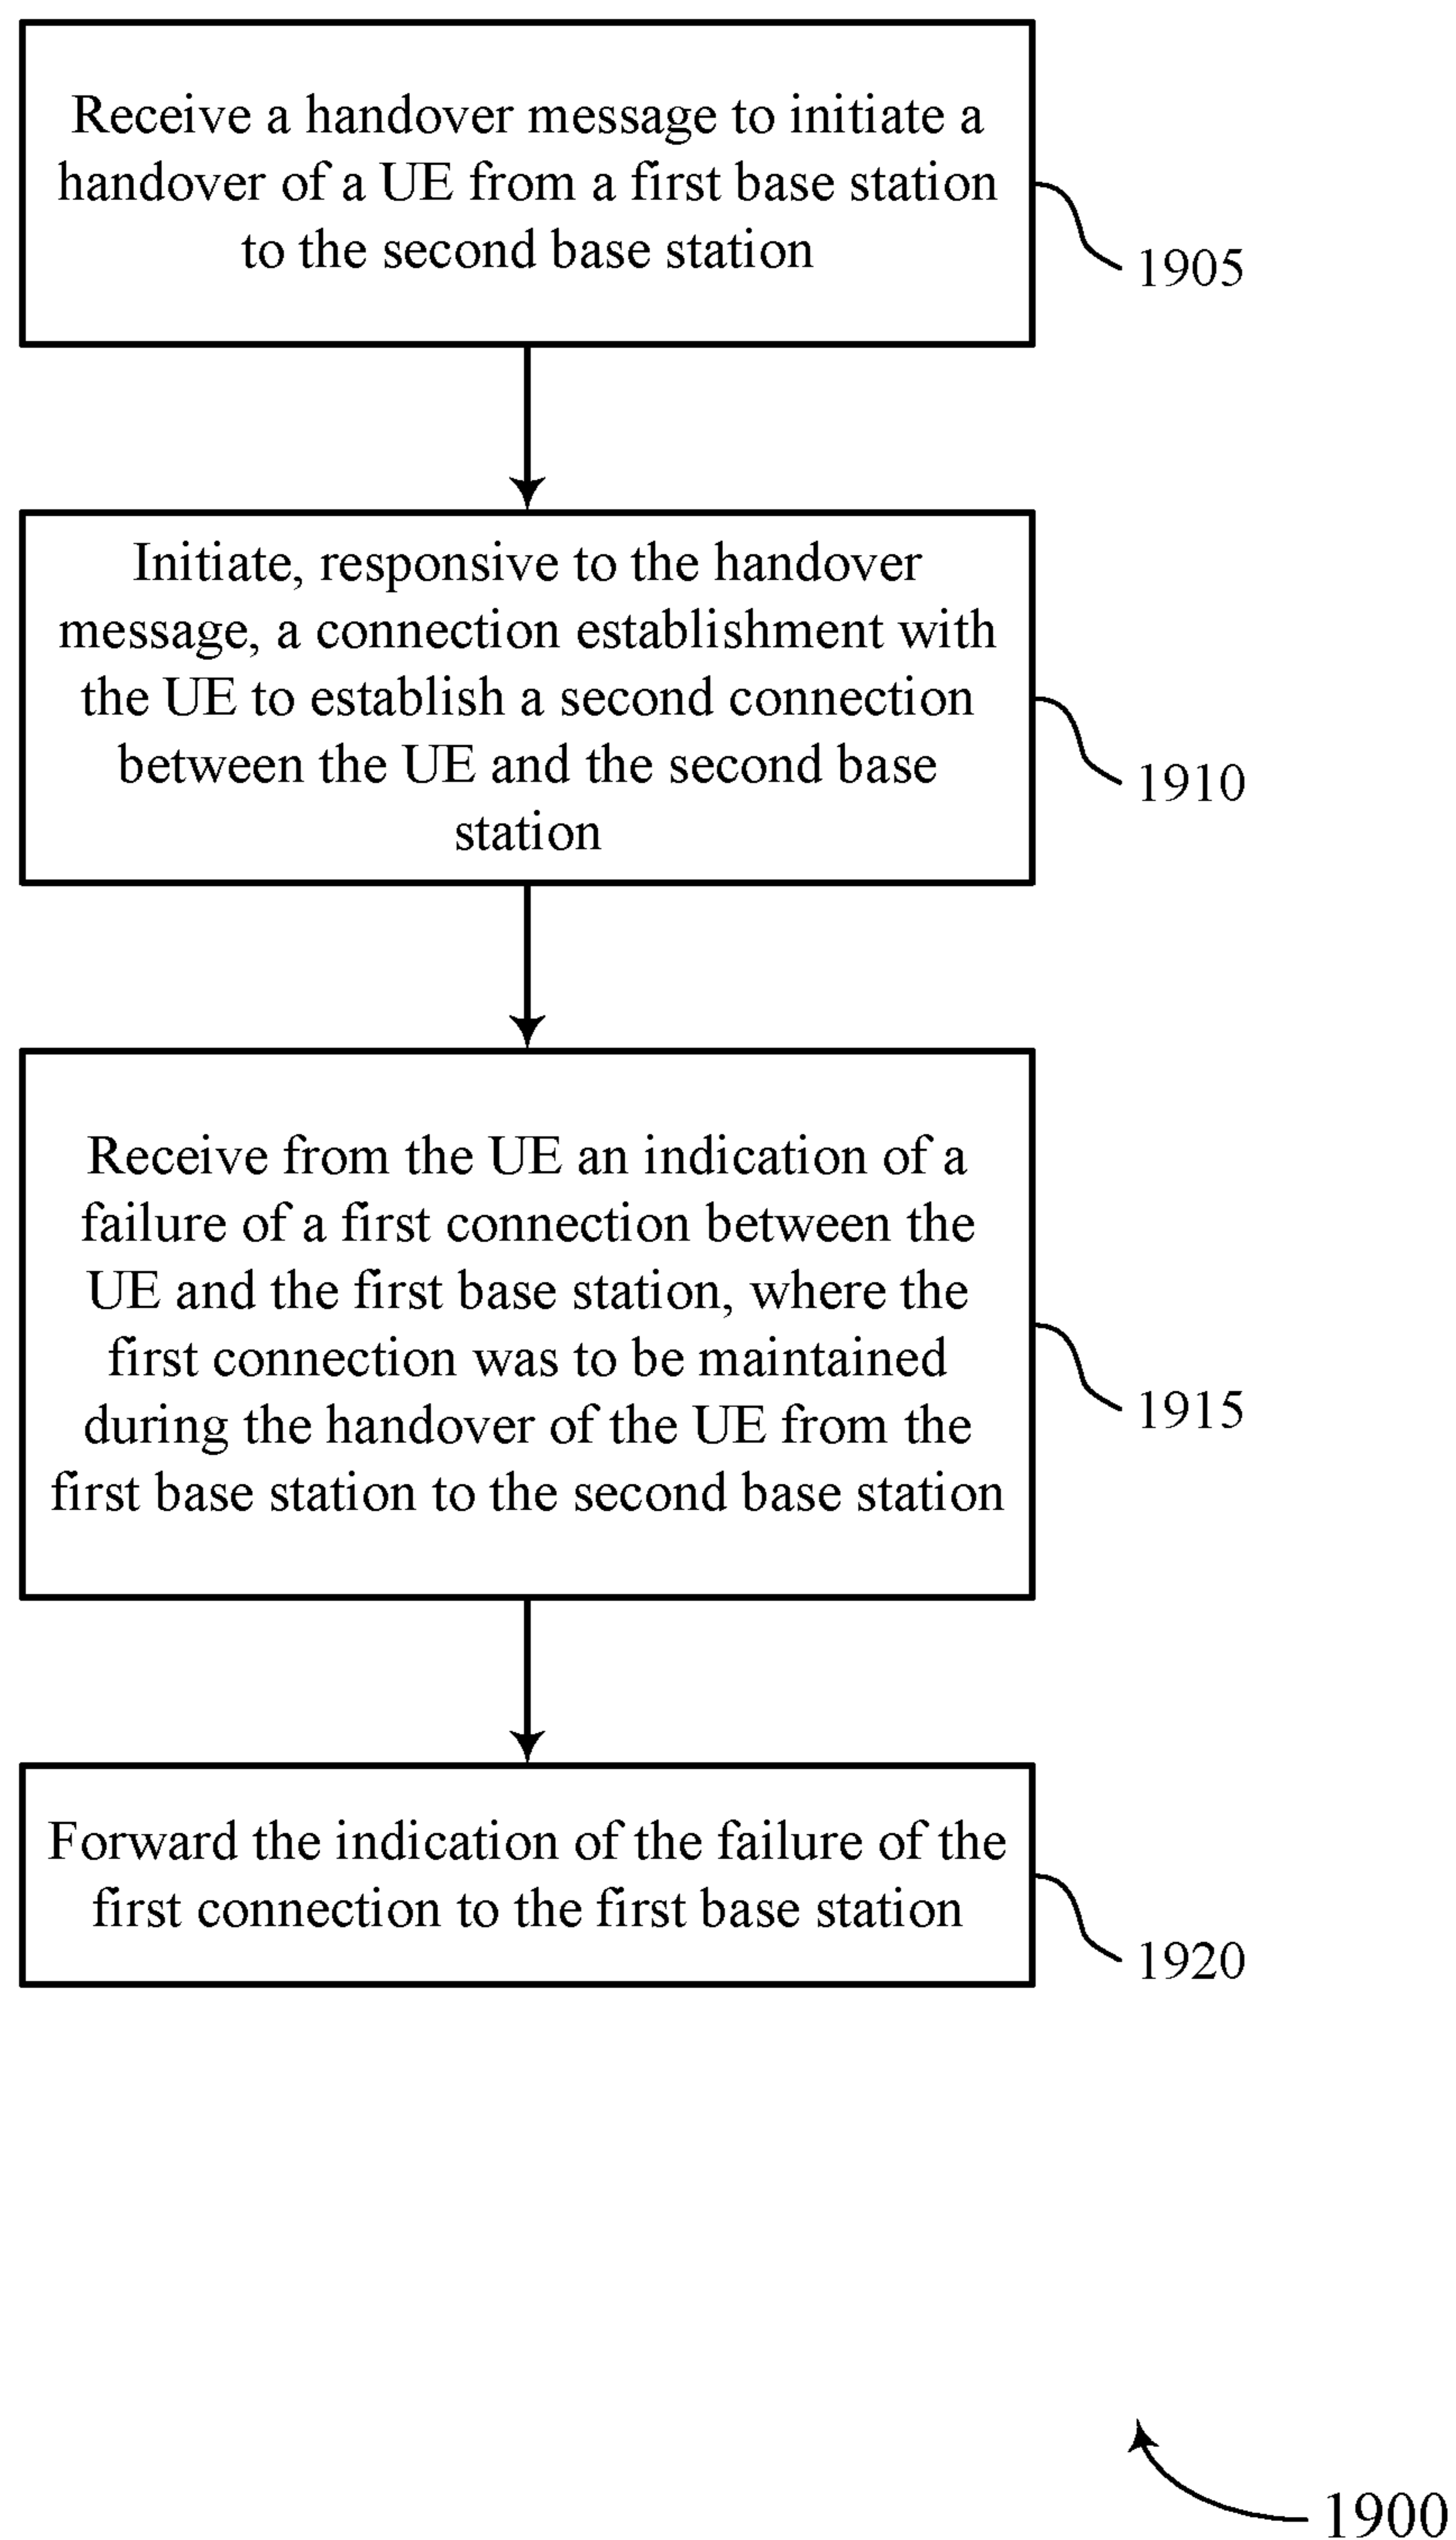 Receive a handover message to initiate a
handover of a UE from a first base station
to the second base station
1905
Initiate, responsive to the handover
message, a connection establishment with
the UE to establish a second connection
between the UE and the second base
station
1910
Receive from the UE an indication of a
failure of a first connection between the
UE and the first base station, where the
first connection was to be maintained
during the handover of the UE from the
first base station to the second base station
1915
Forward the indication of the failure of the
first connection to the first base station
1920
1900